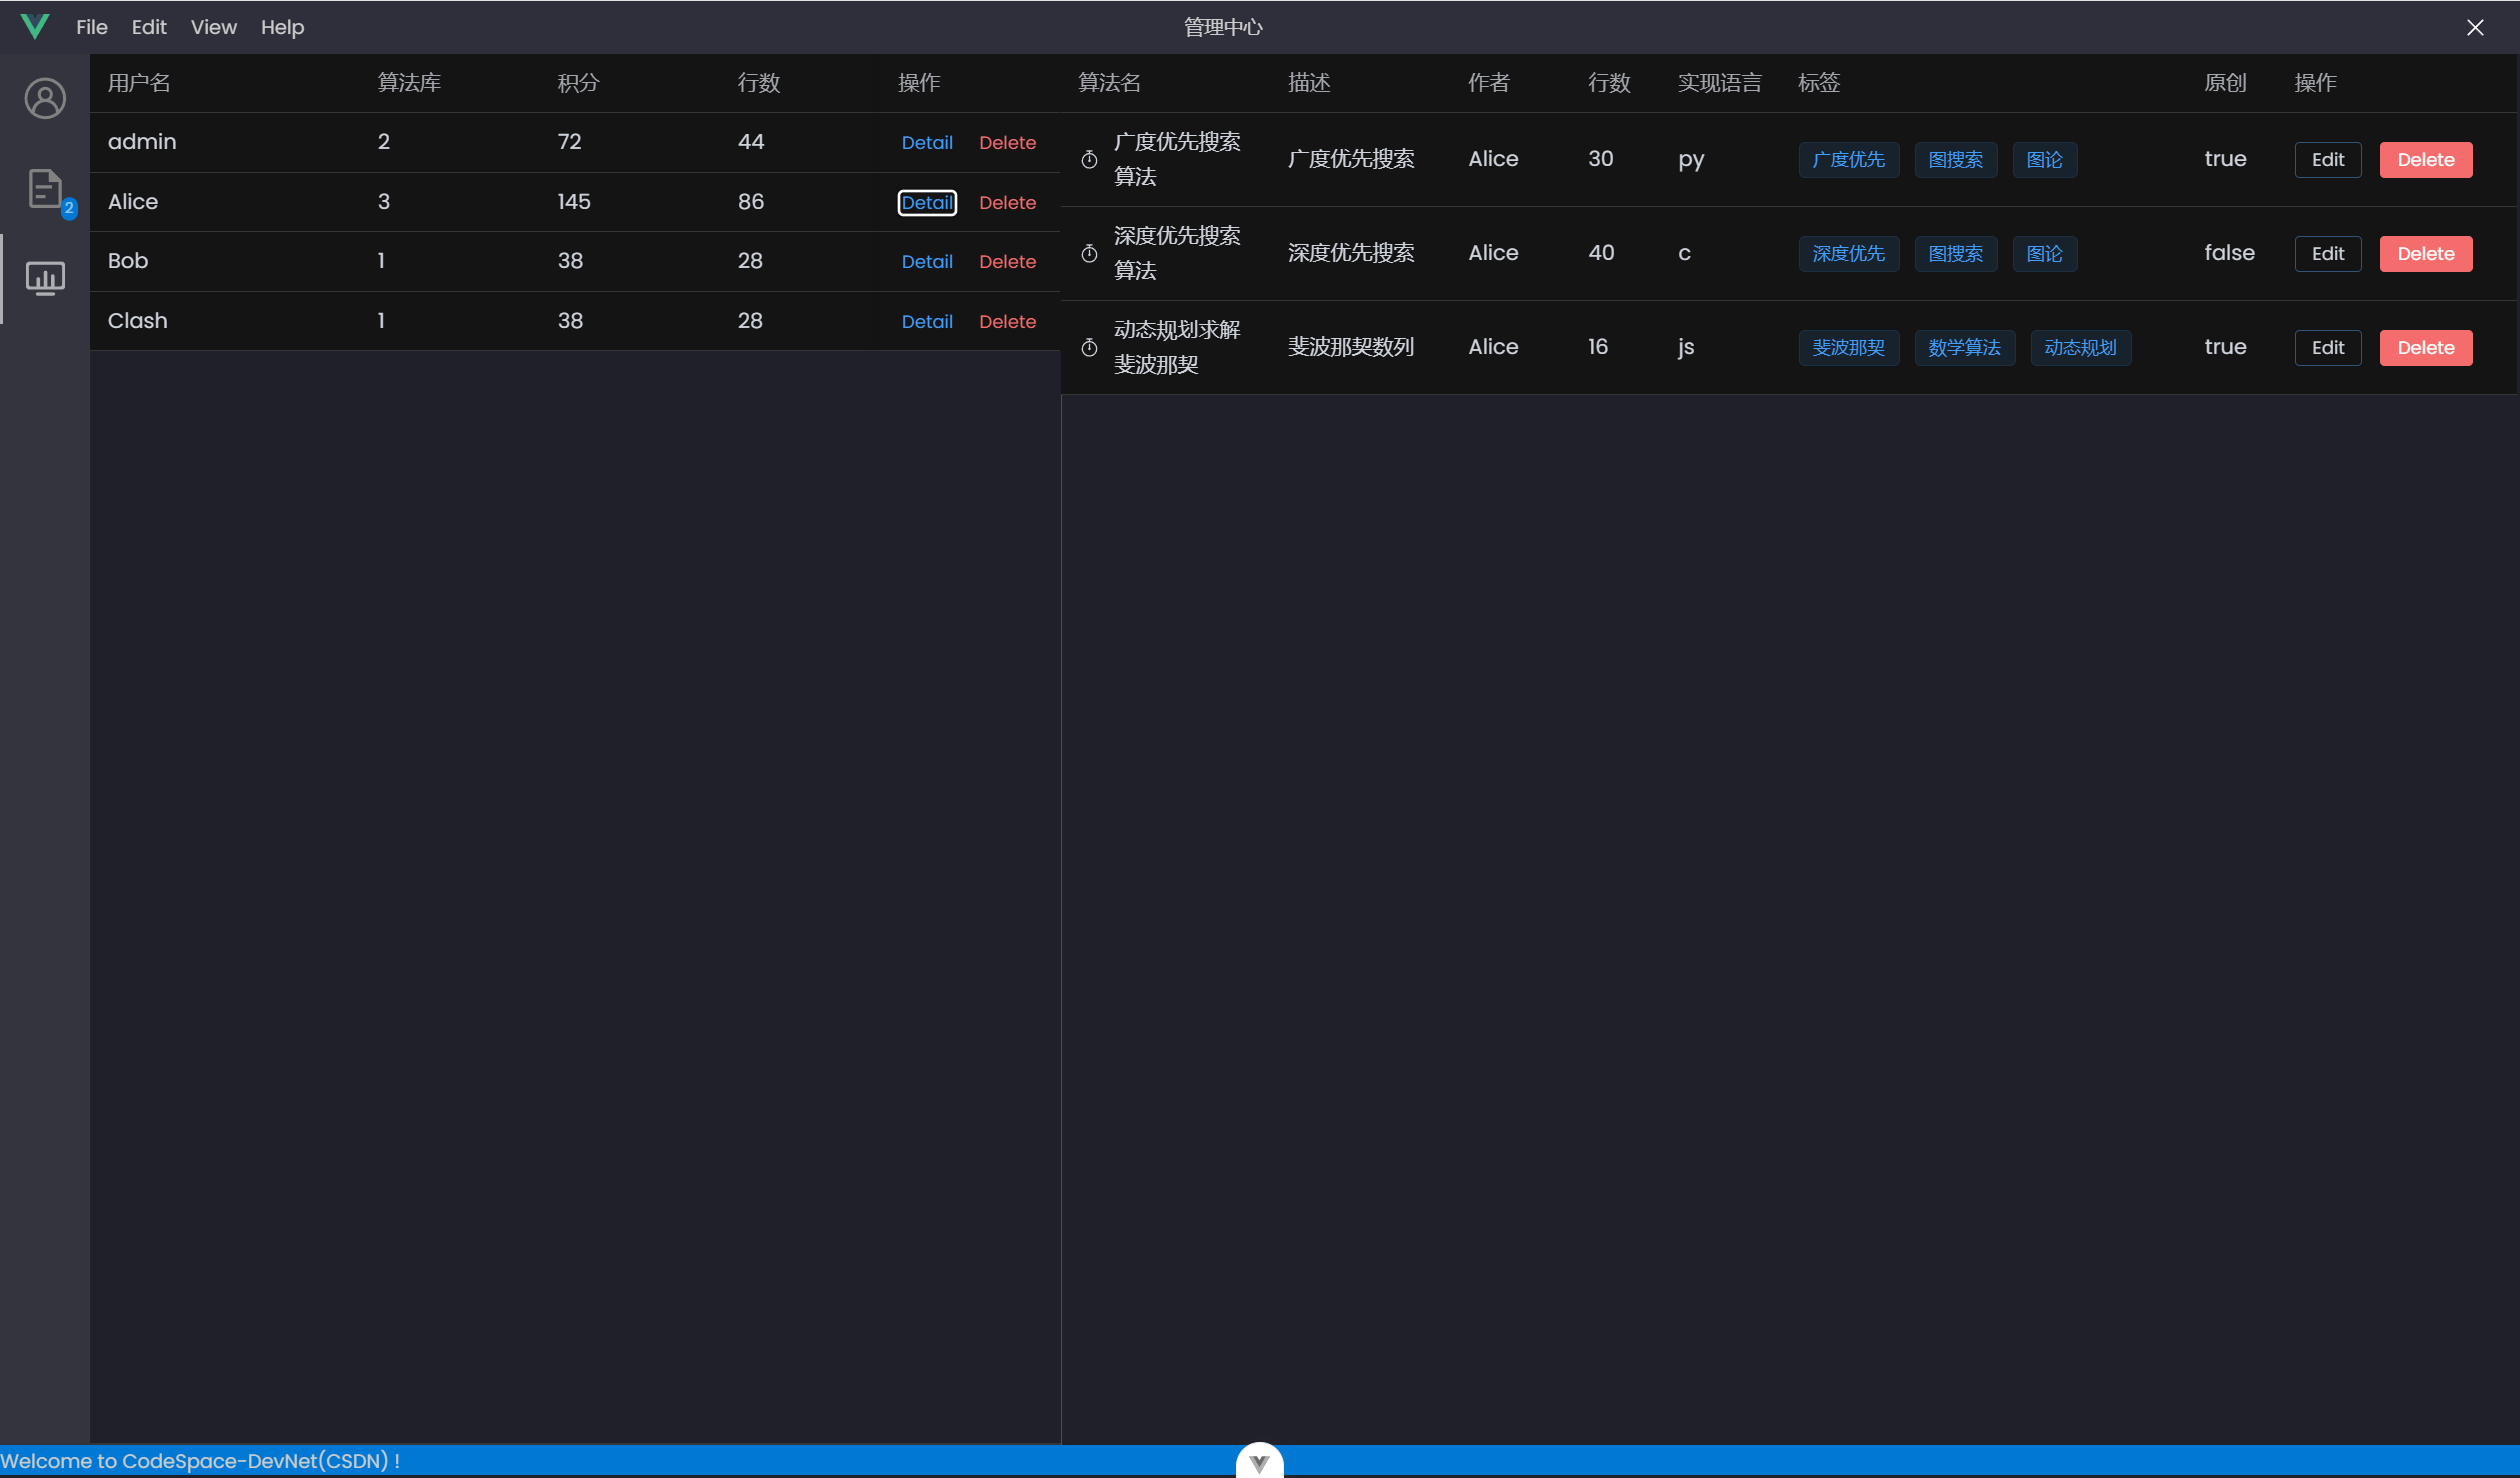 File Edit View Help 管理中心
用户名 算法库 积分 行数 操作
admin 2 72 44 Detail Delete
Alice 3 145 86 Detail Delete
Bob 1 38 28 Detail Delete
Clash 1 38 28 Detail Delete
2
算法名 描述 作者 行数 实现语言 标签 原创 操作
广度优先搜索
算法 广度优先搜索 Alice 30 py 广度优先 图搜索 图论 true Edit Delete
深度优先搜索
算法 深度优先搜索 Alice 40 c 深度优先 图搜索 图论 false Edit Delete
动态规划求解
斐波那契 斐波那契数列 Alice 16 js 斐波那契 数学算法 动态规划 true Edit Delete
Welcome to CodeSpace-DevNet(CSDN) !